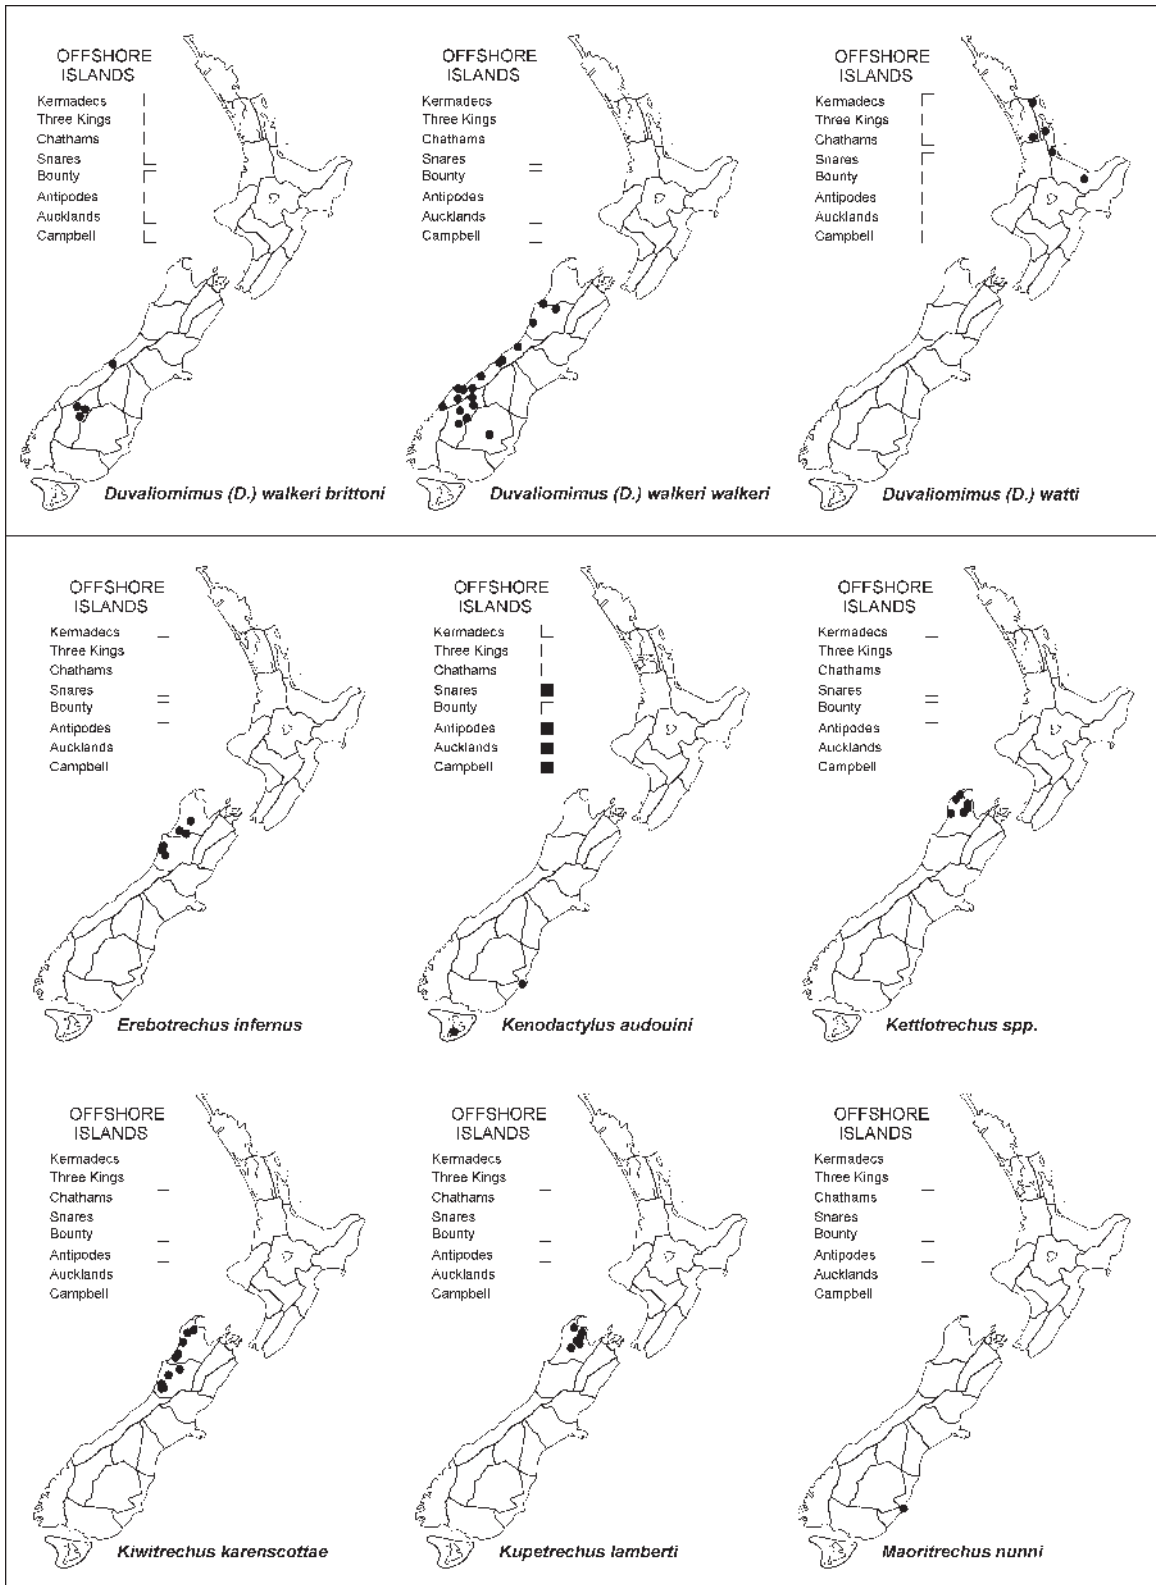 OFFSHORE
ISLANDS
Kermadecs
Three Kings
Chathams
Snares
Bounty
Antipodes
Aucklands
Campbell
Duvaliomimus (D.) walkeri brittoni
OFFSHORE
ISLANDS
Kermadecs
Three Kings
Chathams
Snares
Bounty
Antipodes
Aucklands
Campbell
Duvaliomimus (D.) walkeri walkeri
OFFSHORE
ISLANDS
Kermadecs
Three Kings
Chathams
Snares
Bounty
Antipodes
Aucklands
Campbell
Duvaliomimus (D.) watti
OFFSHORE
ISLANDS
Kermadecs
Three Kings
Chathams
Snares
Bounty
Antipodes
Aucklands
Campbell
Erebotrechus infernus
OFFSHORE
ISLANDS
Kermadecs
Three Kings
Chathams
Snares
Bounty
Antipodes
Aucklands
Campbell
Kenodactylus audouini
OFFSHORE
ISLANDS
Kermadecs
Three Kings
Chathams
Snares
Bounty
Antipodes
Aucklands
Campbell
Kettlotrechus spp.
OFFSHORE
ISLANDS
Kermadecs
Three Kings
Chathams
Snares
Bounty
Antipodes
Aucklands
Campbell
Kiwitrechus karenscottae
OFFSHORE
ISLANDS
Kermadecs
Three Kings
Chathams
Snares
Bounty
Antipodes
Aucklands
Campbell
Kupetrechus lamberti
OFFSHORE
ISLANDS
Kermadecs
Three Kings
Chathams
Snares
Bounty
Antipodes
Aucklands
Campbell
Maoritrechus nunni